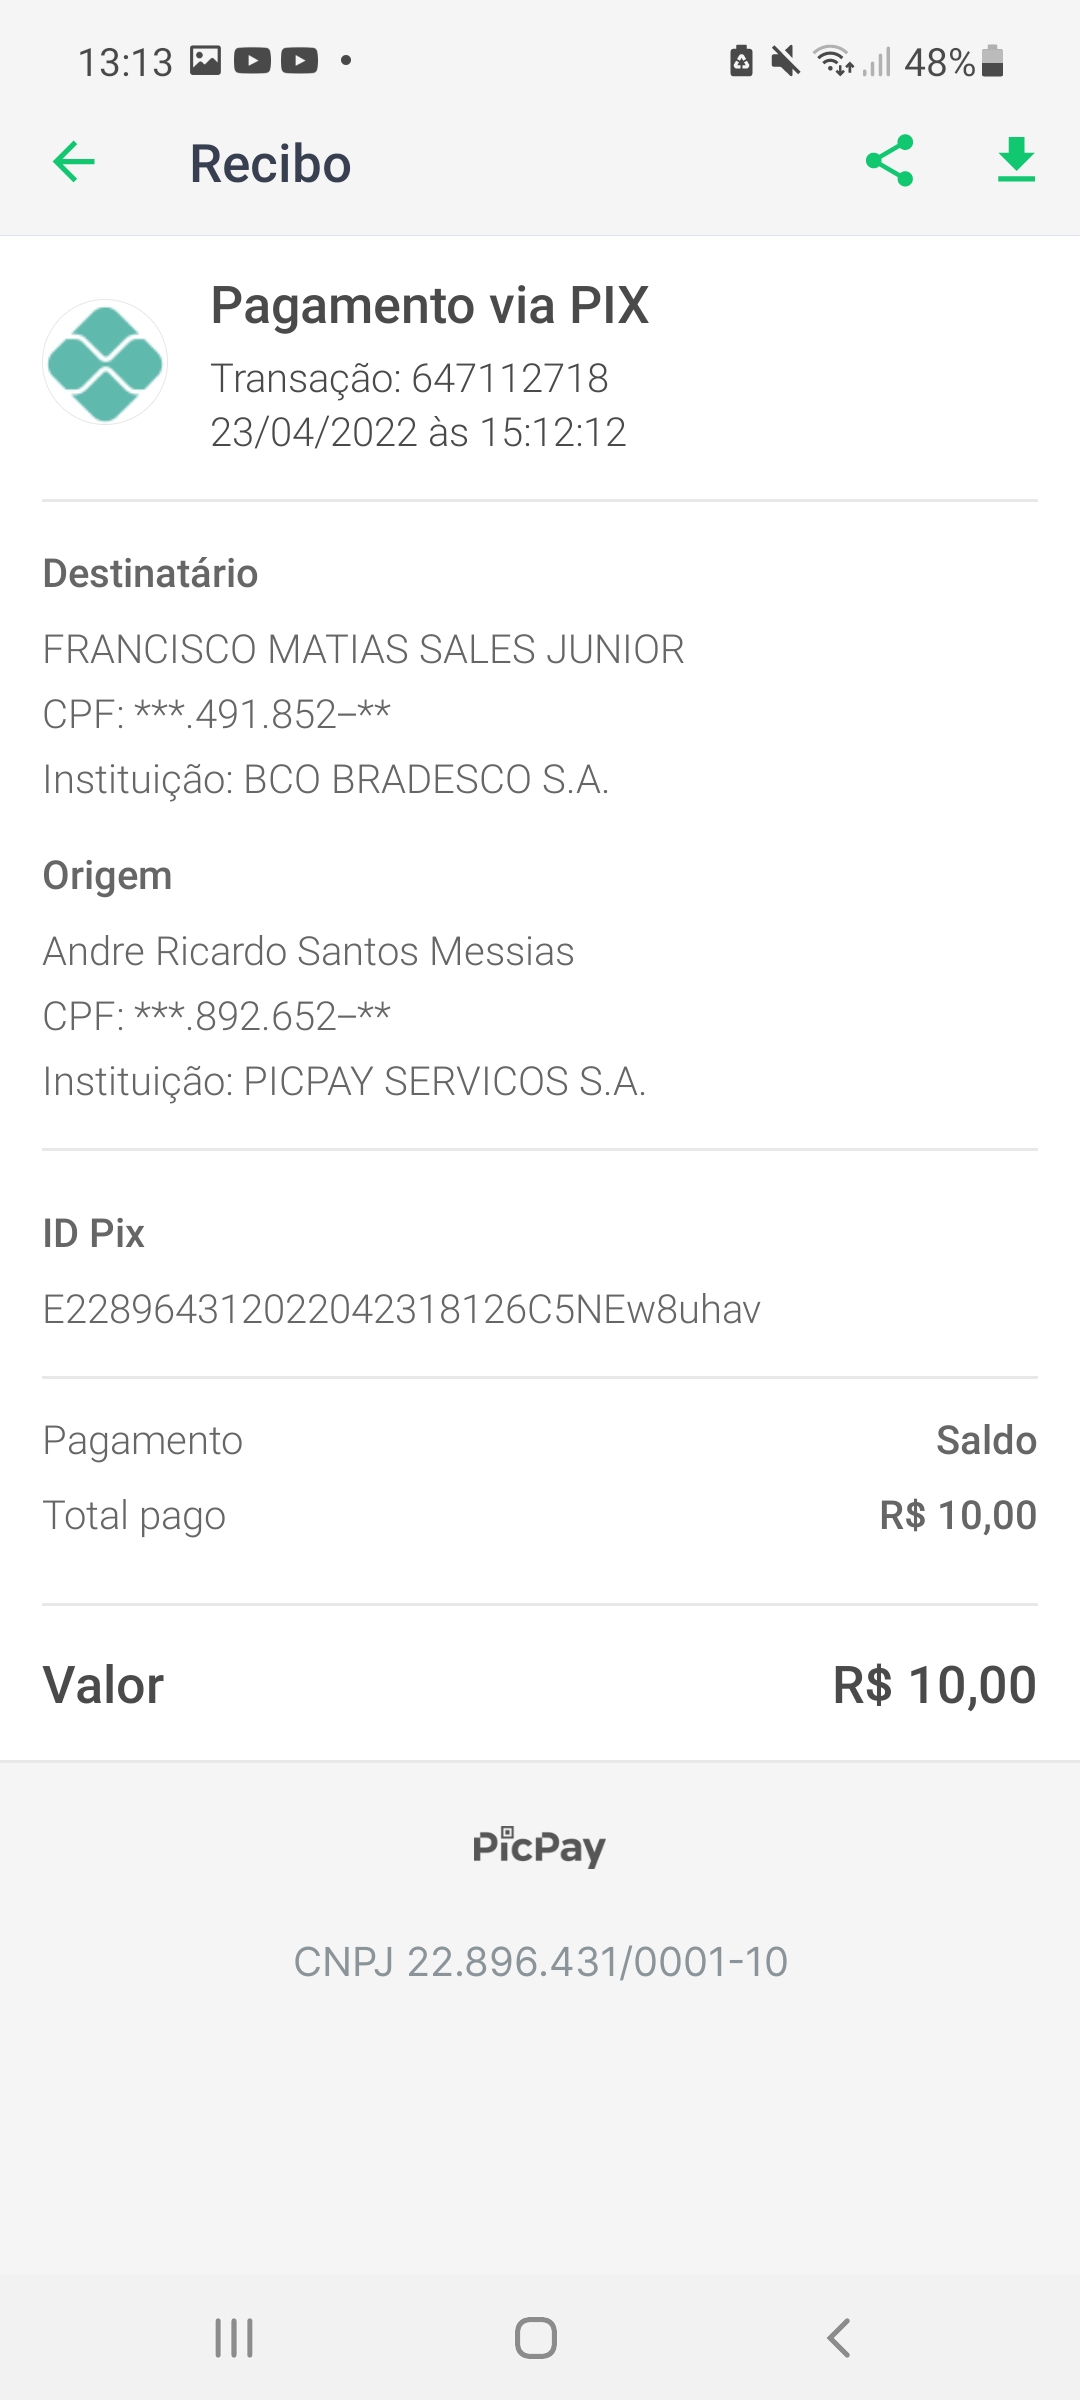 13:13
48%
Recibo
Pagamento via PIX
Transação: 647112718
23/04/2022 às 15:12:12
Destinatário
FRANCISCO MATIAS SALES JUNIOR
CPF: ***.491.852–**
Instituição: BCO BRADESCO S.A.
Origem
Andre Ricardo Santos Messias
CPF: ***.892.652–**
Instituição: PICPAY SERVICOS S.A.
ID Pix
E22896431202204231812​6C5NEw8uhav
Pagamento Saldo
Total pago R$ 10,00
Valor R$ 10,00
PicPay
CNPJ 22.896.431/0001-10